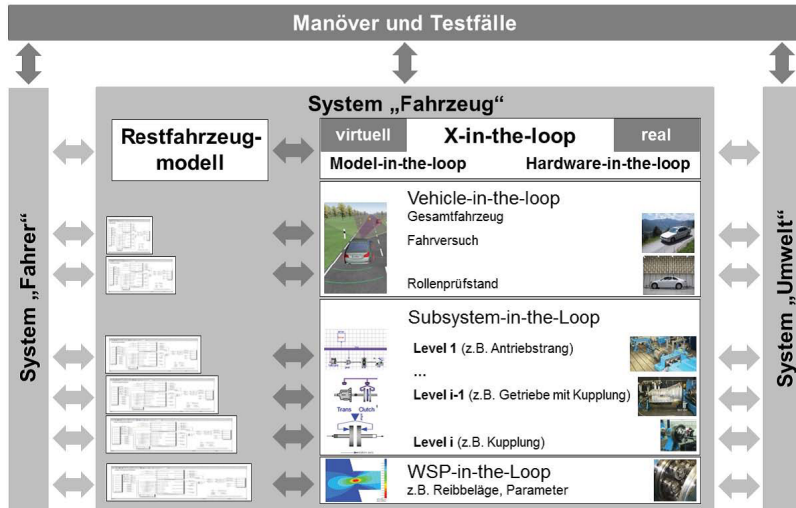 Manöver und Testfälle
System „Fahrer“
System „Fahrzeug“
Restfahrzeug-
modell
virtuell
X-in-the-loop
real
Model-in-the-loop
Hardware-in-the-loop
Vehicle-in-the-loop
Gesamtfahrzeug
Fahrversuch
Rollenprüfstand
Subsystem-in-the-Loop
Level 1 (z.B. Antriebstrang)
...
Level i-1 (z.B. Getriebe mit Kupplung)
Trans Clutch
Level i (z.B. Kupplung)
WSP-in-the-Loop
z.B. Reibbeläge, Parameter
System „Umwelt“